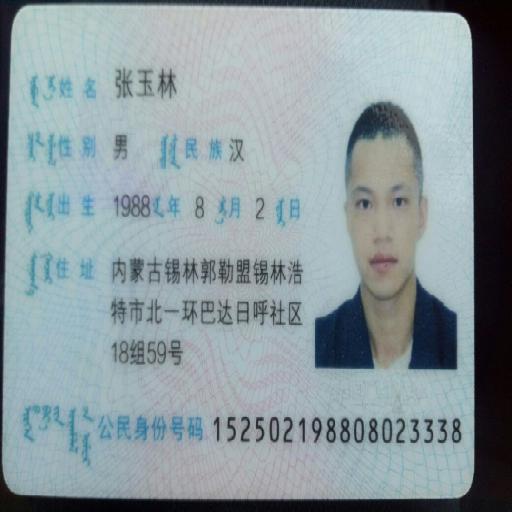 姓名 张玉林
性别 男 民族 汉
出生 1988 年 8 月 2 日
住址 内蒙古锡林郭勒盟锡林浩
特市北一环巴达日呼社区
18组59号
公民身份号码 152502198808023338